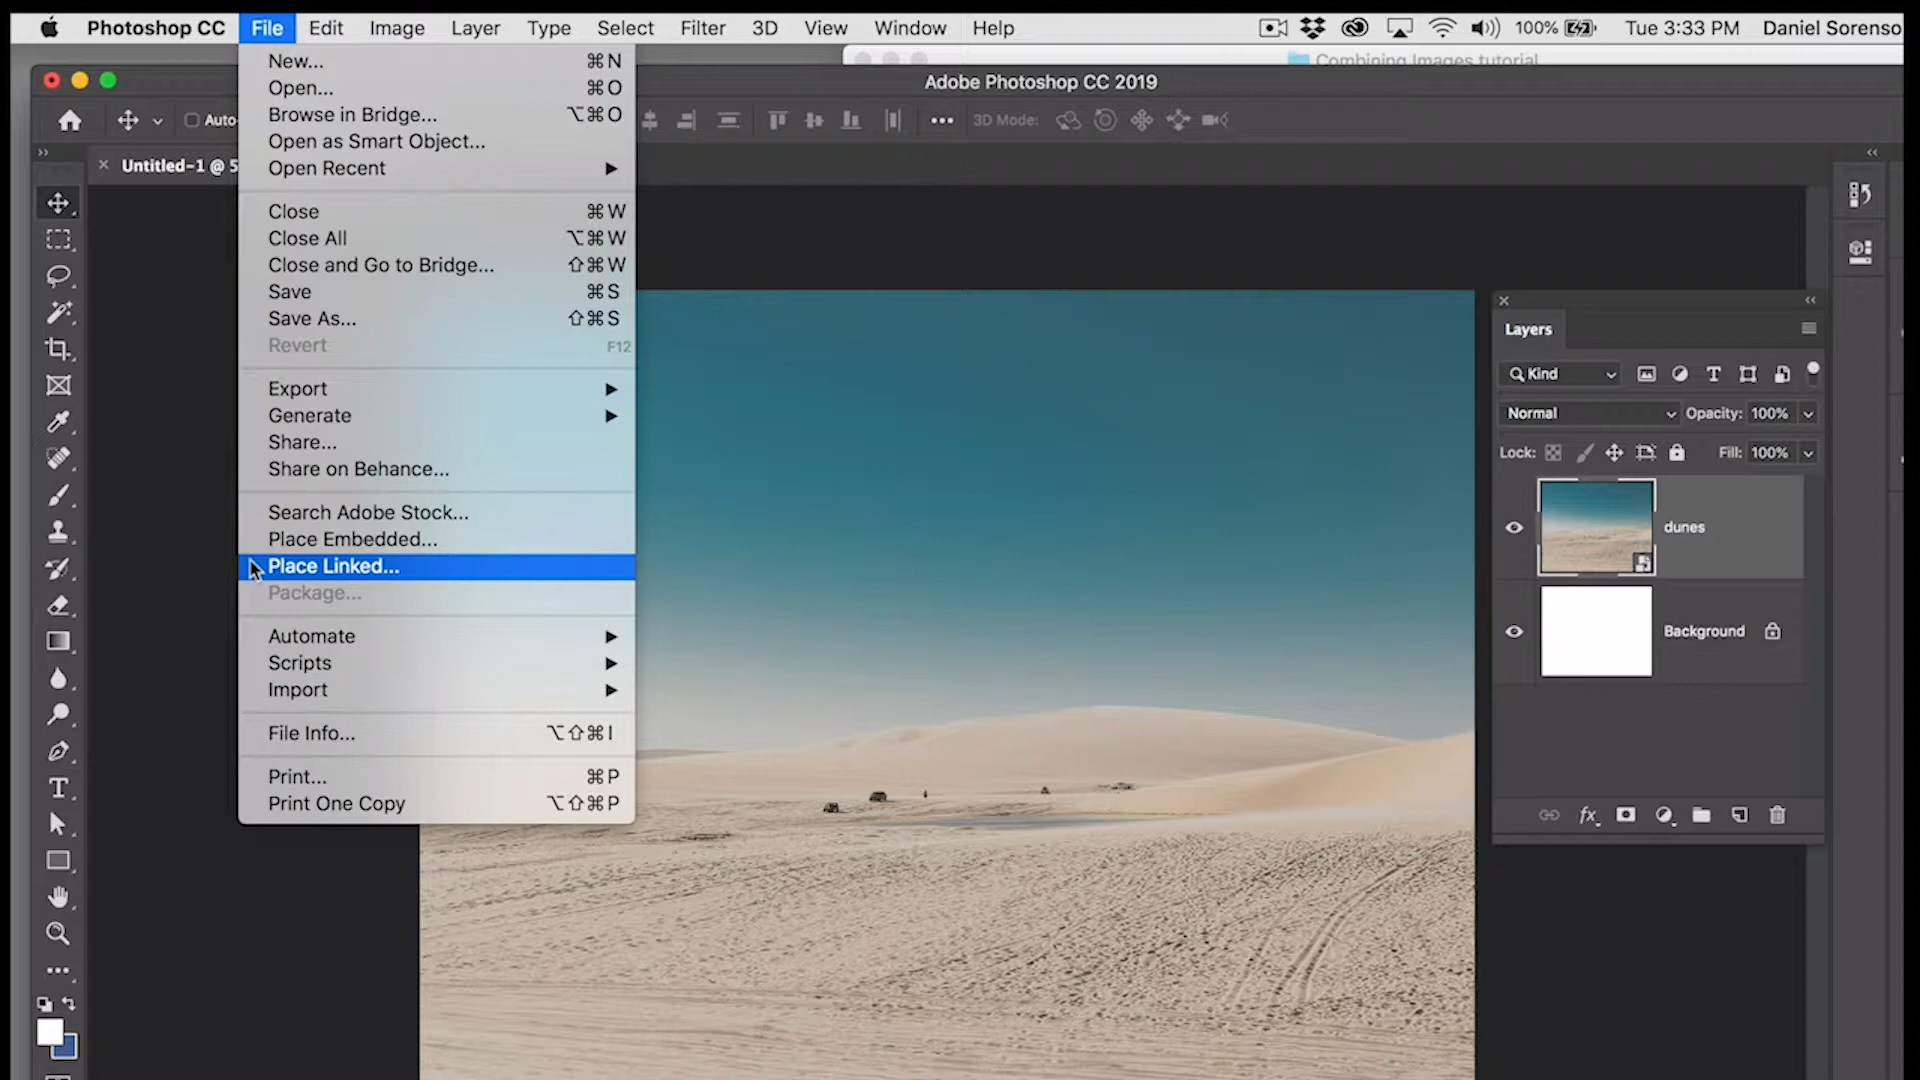 Photoshop CC File Edit Image Layer Type Select Filter 3D View Window Help 100% Tue 3:33 PM Daniel Sorenso
Combining Images tutorial
Adobe Photoshop CC 2019
Auto- 3D Mode:
Untitled-1 @ 5
New... ⌘N
Open... ⌘O
Browse in Bridge... ⌥⌘O
Open as Smart Object...
Open Recent
Close ⌘W
Close All ⌥⌘W
Close and Go to Bridge... ⇧⌘W
Save ⌘S
Save As... ⇧⌘S
Revert F12
Export
Generate
Share...
Share on Behance...
Search Adobe Stock...
Place Embedded...
Place Linked...
Package...
Automate
Scripts
Import
File Info... ⌥⇧⌘I
Print... ⌘P
Print One Copy ⌥⇧⌘P
Layers
Kind
Normal Opacity: 100%
Lock: Fill: 100%
dunes
Background
fx